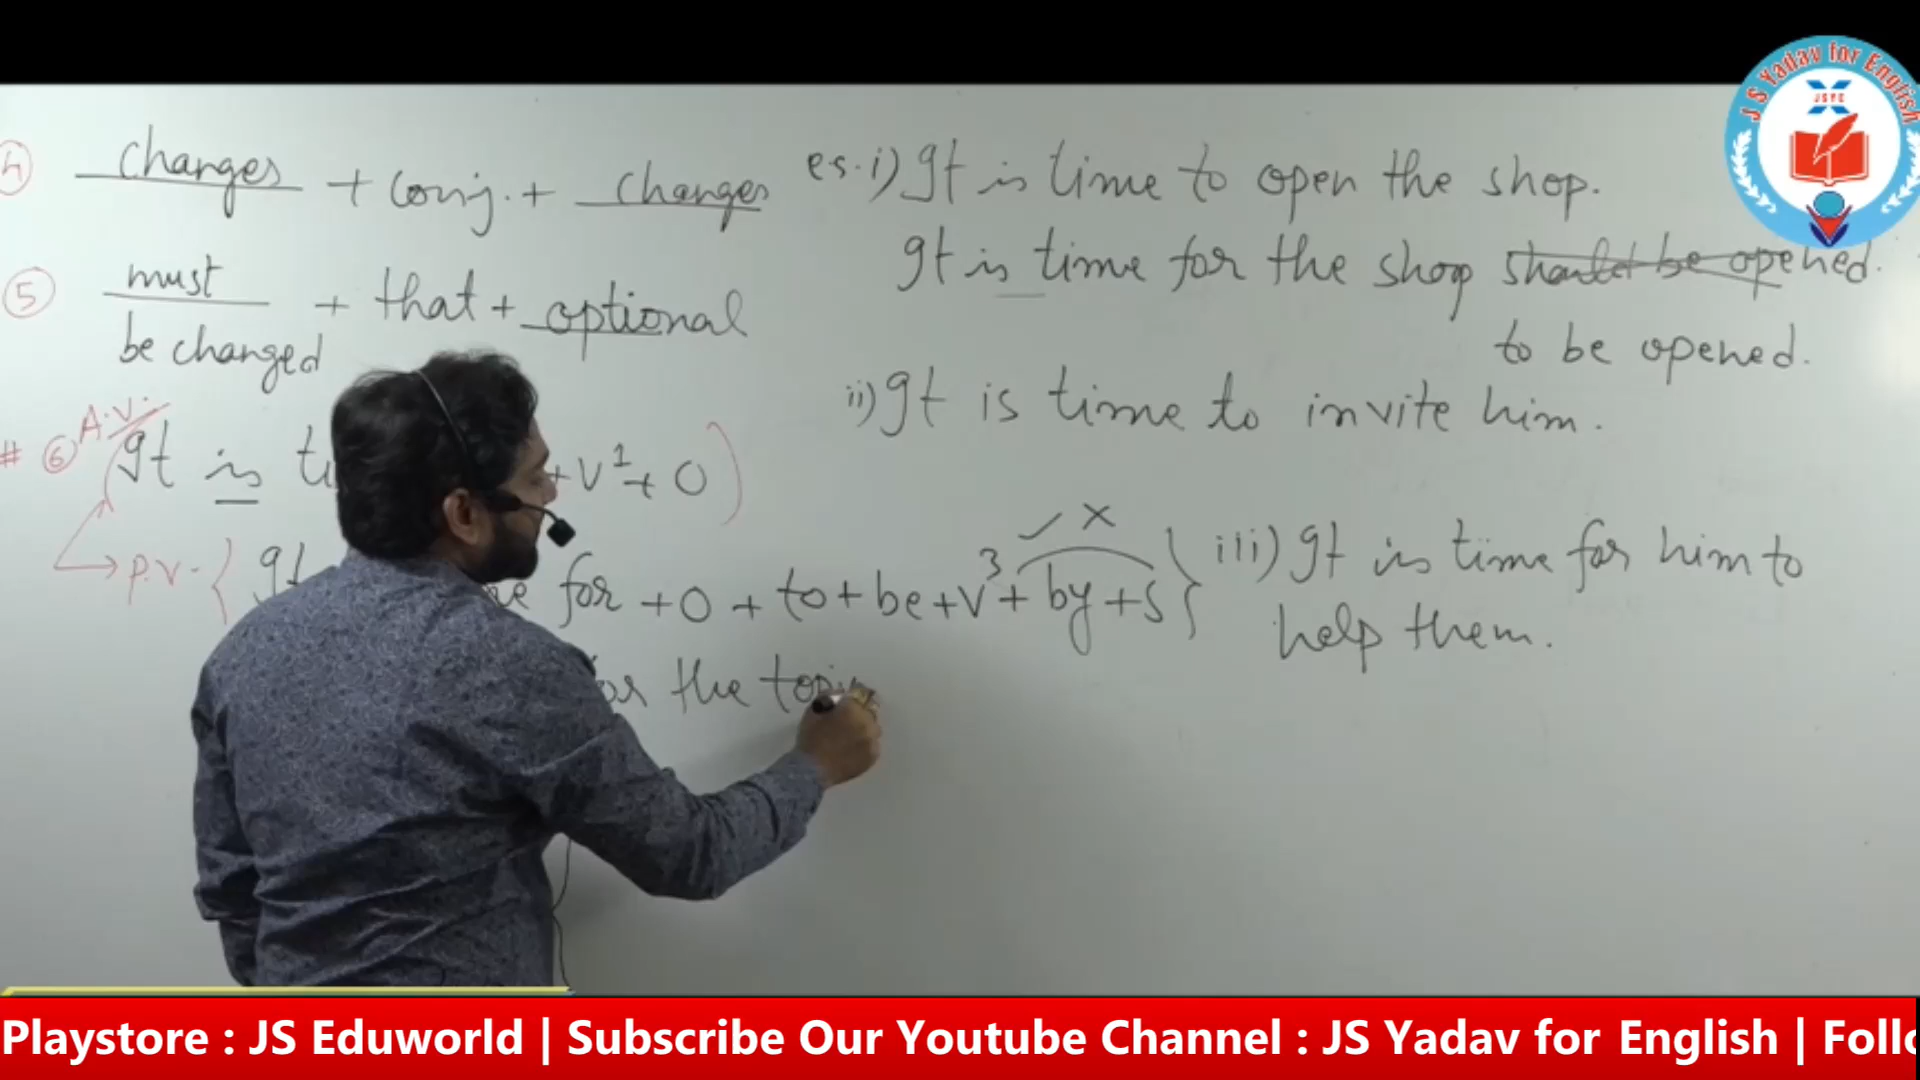 4 changes + conj. + changes
5 must be changed + that + optional
# 6 A.V. It is + V1 + O
P.V. for + O + to + be + V3 + by + S
✓ X
the
e.g. i) It is time to open the shop.
It is time for the shop should be opened.
to be opened.
ii) It is time to invite him.
iii) It is time for him to
help them.
J S Yadav for English
JSYE
Playstore : JS Eduworld | Subscribe Our Youtube Channel : JS Yadav for English |